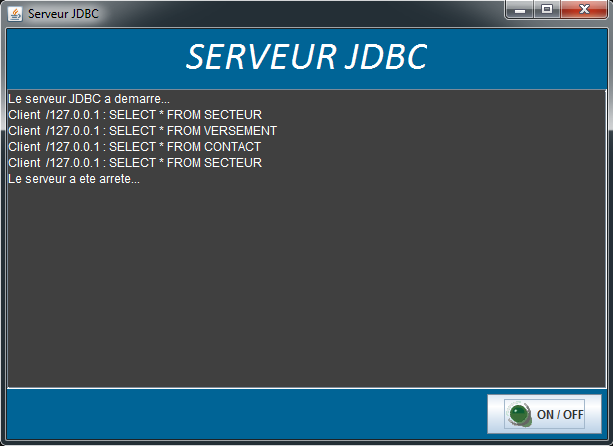 Serveur JDBC
SERVEUR JDBC
Le serveur JDBC a demarre...
Client /127.0.0.1 : SELECT * FROM SECTEUR
Client /127.0.0.1 : SELECT * FROM VERSEMENT
Client /127.0.0.1 : SELECT * FROM CONTACT
Client /127.0.0.1 : SELECT * FROM SECTEUR
Le serveur a ete arrete...
ON / OFF